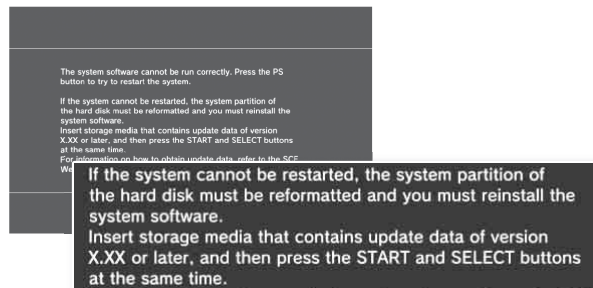 The system software cannot be run correctly. Press the PS
button to try to restart the system.
If the system cannot be restarted, the system partition of
the hard disk must be reformatted and you must reinstall the
system software.
Insert storage media that contains update data of version
X.XX or later, and then press the START and SELECT buttons
at the same time.
For information on how to obtain update data, refer to the SCE
We
If the system cannot be restarted, the system partition of
the hard disk must be reformatted and you must reinstall the
system software.
Insert storage media that contains update data of version
X.XX or later, and then press the START and SELECT buttons
at the same time.